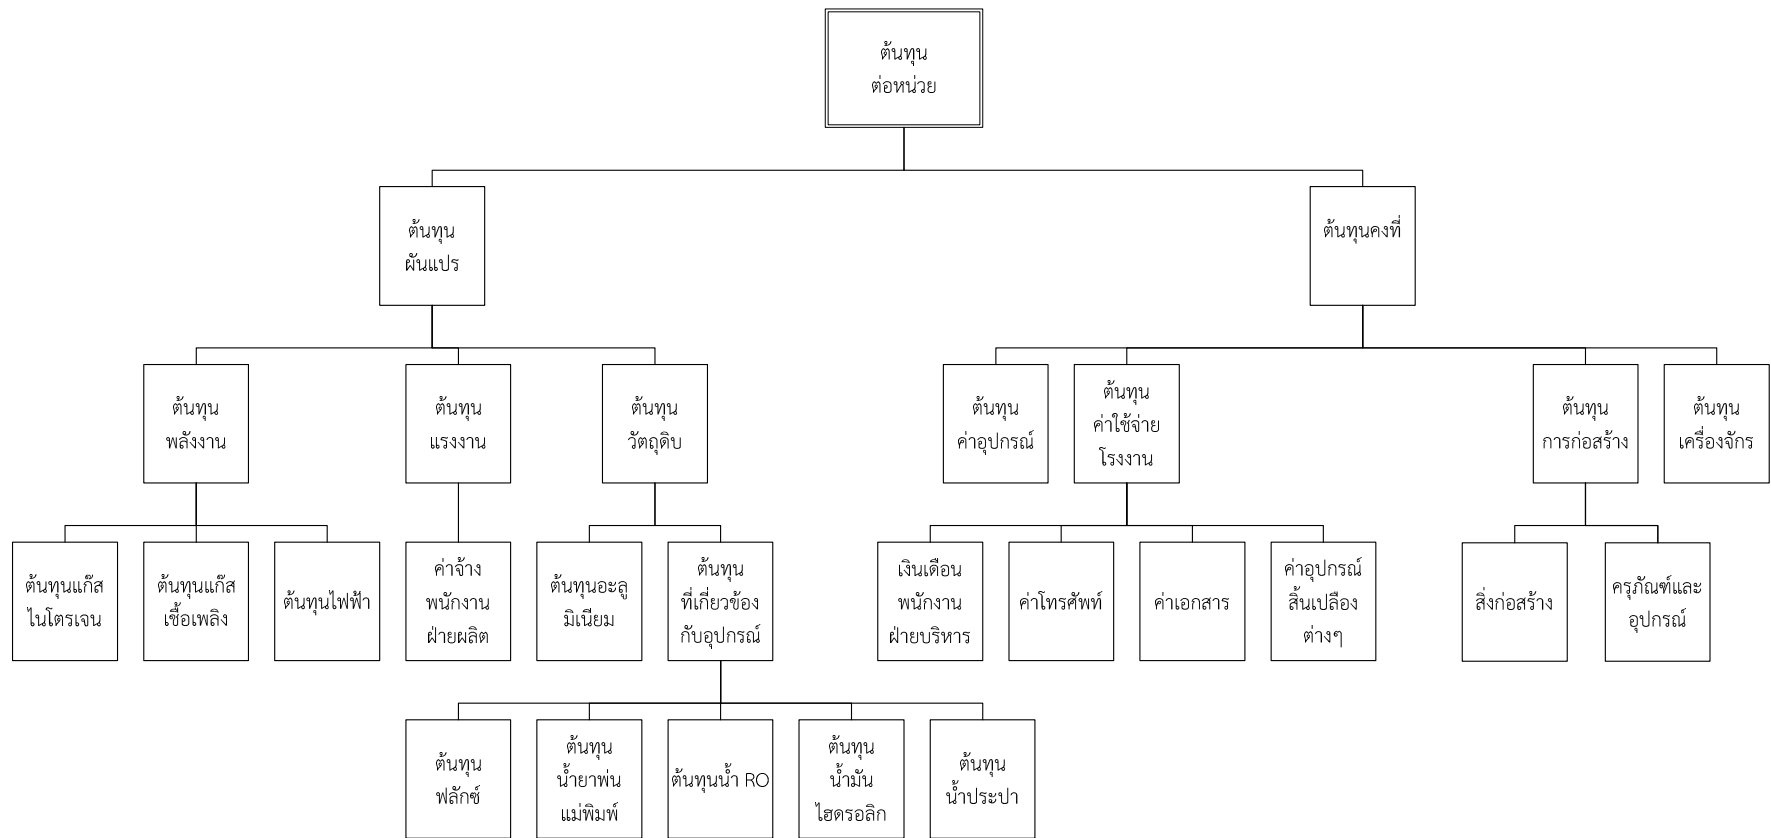 ต้นทุน
ต่อหน่วย
ต้นทุน
ผันแปร
ต้นทุนคงที่
ต้นทุน
พลังงาน
ต้นทุน
แรงงาน
ต้นทุน
วัตถุดิบ
ต้นทุน
ค่าอุปกรณ์
ต้นทุน
ค่าใช้จ่าย
โรงงาน
ต้นทุน
การก่อสร้าง
ต้นทุน
เครื่องจักร
ต้นทุนแก๊ส
ไนโตรเจน
ต้นทุนแก๊ส
เชื้อเพลิง
ต้นทุนไฟฟ้า
ค่าจ้าง
พนักงาน
ฝ่ายผลิต
ต้นทุนอะลู
มิเนียม
ต้นทุน
ที่เกี่ยวข้อง
กับอุปกรณ์
เงินเดือน
พนักงาน
ฝ่ายบริหาร
ค่าโทรศัพท์
ค่าเอกสาร
ค่าอุปกรณ์
สิ้นเปลือง
ต่างๆ
สิ่งก่อสร้าง
ครุภัณฑ์และ
อุปกรณ์
ต้นทุน
ฟลักซ์
ต้นทุน
น้ำยาพ่น
แม่พิมพ์
ต้นทุนน้ำ RO
ต้นทุน
น้ำมัน
ไฮดรอลิก
ต้นทุน
น้ำประปา